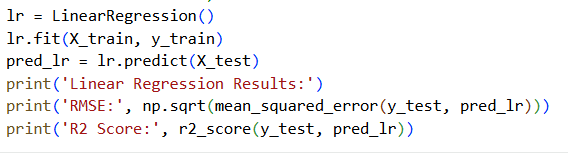 lr = LinearRegression()
lr.fit(X_train, y_train)
pred_lr = lr.predict(X_test)
print('Linear Regression Results:')
print('RMSE:', np.sqrt(mean_squared_error(y_test, pred_lr)))
print('R2 Score:', r2_score(y_test, pred_lr))